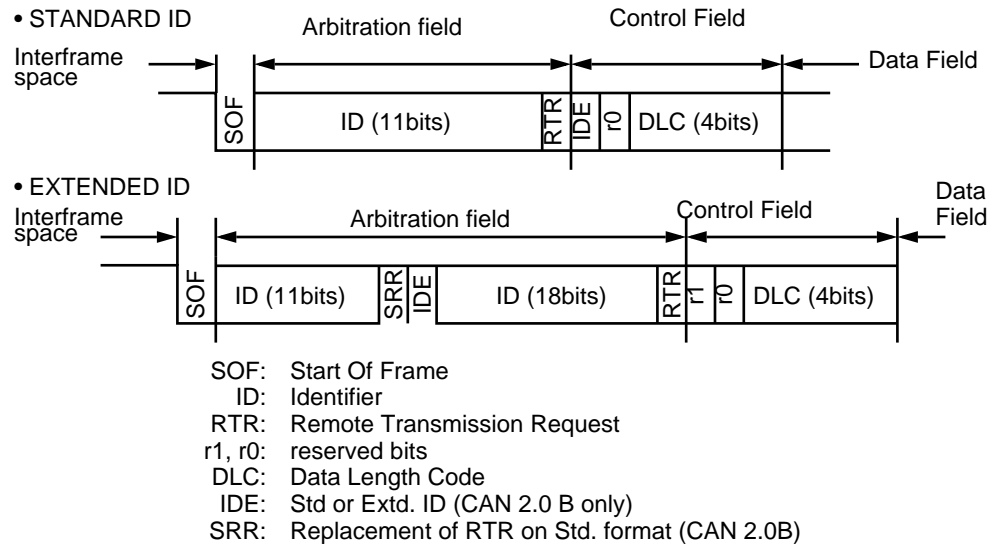 • STANDARD ID
Arbitration field
Control Field
Interframe
space
Data Field
SOF
ID (11bits)
RTR
IDE
r0
DLC (4bits)
• EXTENDED ID
Interframe
space
Arbitration field
Control Field
Data
Field
SOF
ID (11bits)
SRR
IDE
ID (18bits)
RTR
r1
r0
DLC (4bits)
SOF: Start Of Frame
ID: Identifier
RTR: Remote Transmission Request
r1, r0: reserved bits
DLC: Data Length Code
IDE: Std or Extd. ID (CAN 2.0 B only)
SRR: Replacement of RTR on Std. format (CAN 2.0B)